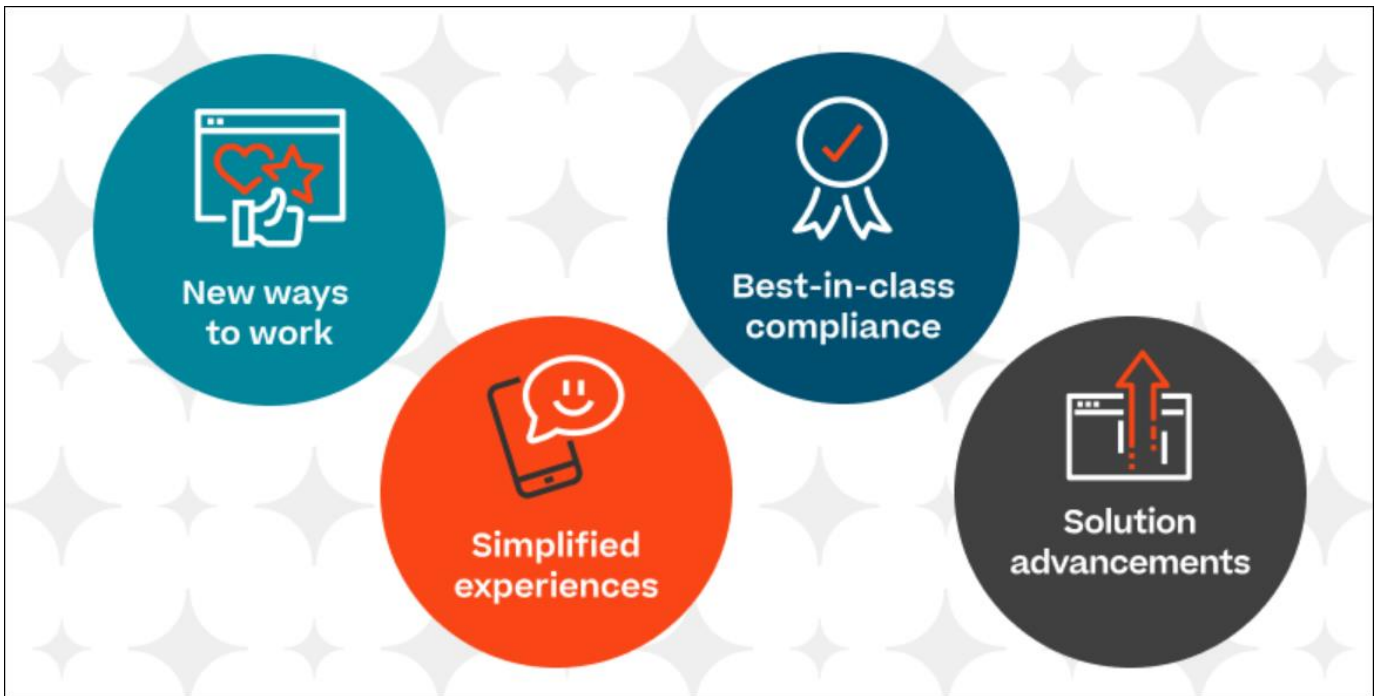 New ways
to work
Best-in-class
compliance
Simplified
experiences
Solution
advancements